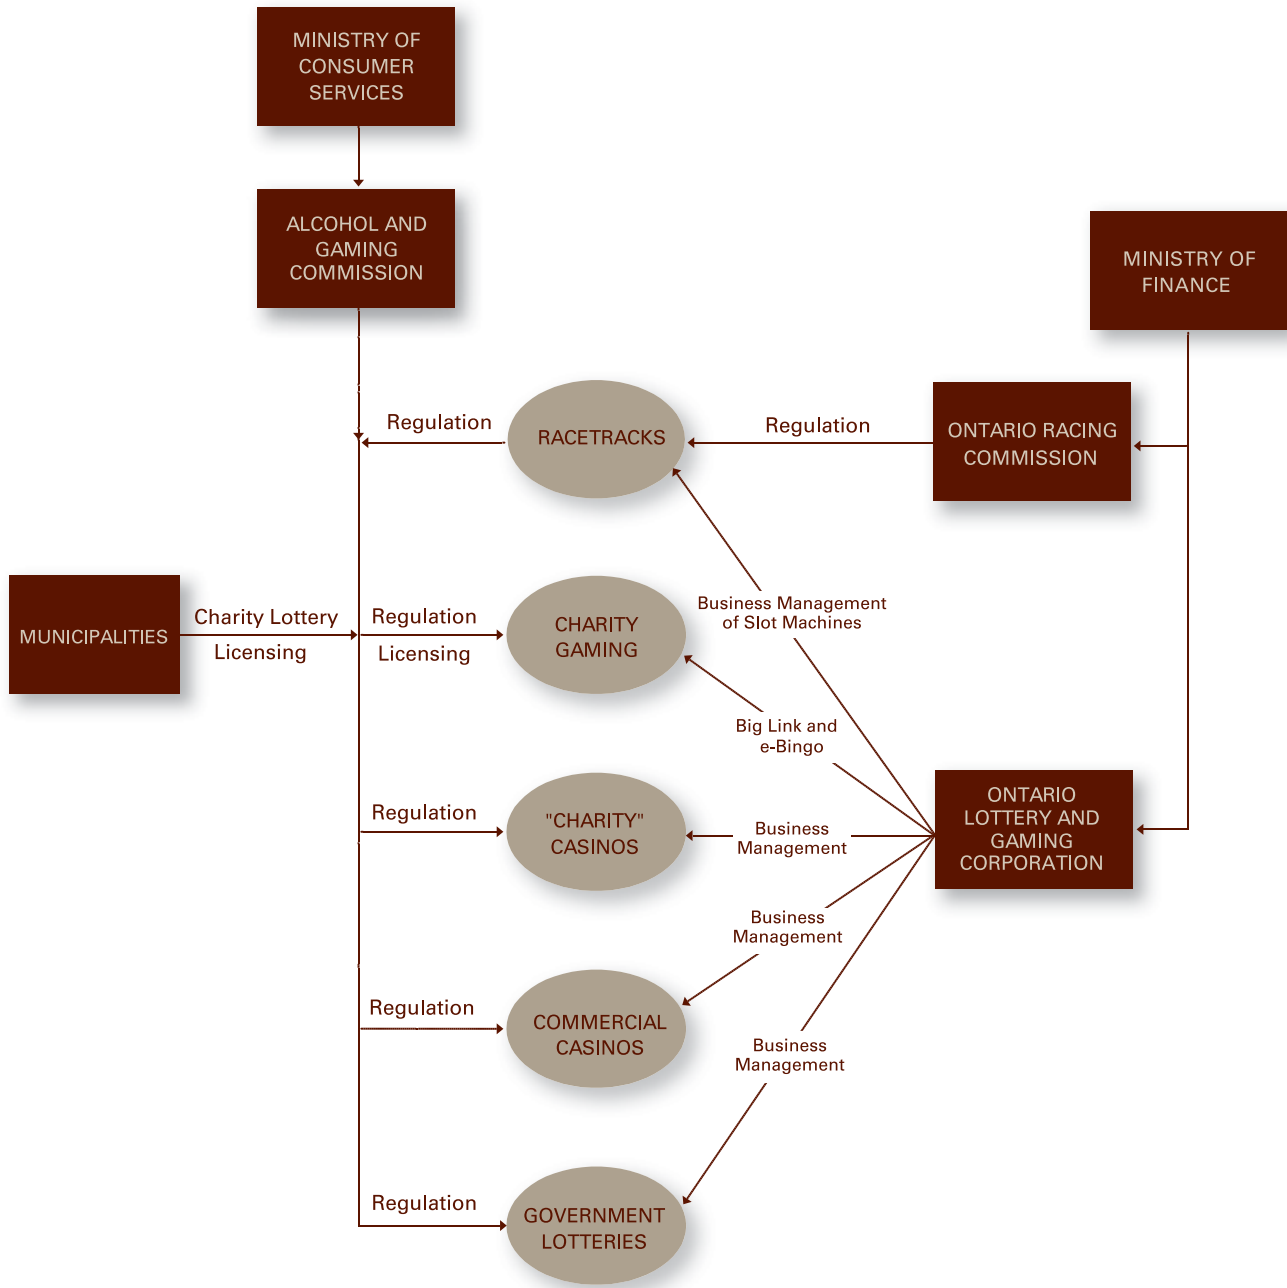 MINISTRY OF
CONSUMER
SERVICES
ALCOHOL AND
GAMING
COMMISSION
MINISTRY OF
FINANCE
Regulation
RACETRACKS
Regulation
ONTARIO RACING
COMMISSION
MUNICIPALITIES
Charity Lottery
Licensing
Regulation
Licensing
CHARITY
GAMING
Business Management
of Slot Machines
Big Link and
e-Bingo
Regulation
"CHARITY"
CASINOS
Business
Management
ONTARIO
LOTTERY AND
GAMING
CORPORATION
Business
Management
Regulation
COMMERCIAL
CASINOS
Business
Management
Regulation
GOVERNMENT
LOTTERIES